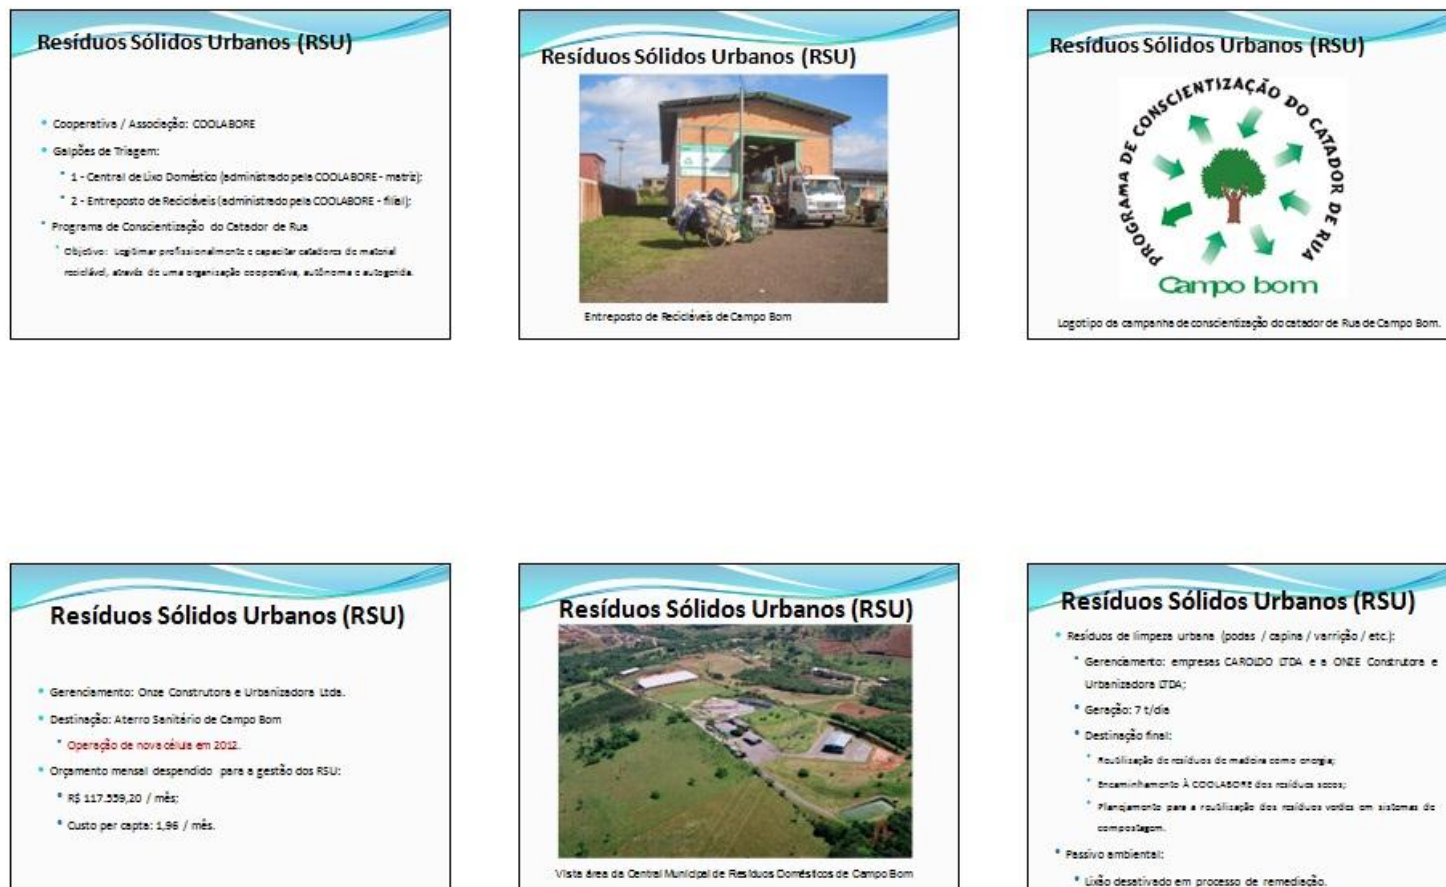 Resíduos Sólidos Urbanos (RSU)
Cooperativa / Associação: COOLABORE
Galpões de Triagem:
1 - Central de Lixo Doméstico (administrado pela COOLABORE - matriz);
2 - Entreposto de Recicláveis (administrado pela COOLABORE - filial);
Programa de Conscientização do Catador de Rua
Objetivo: Legitimar profissionalmente e capacitar catadores de material
reciclável, através de uma organização cooperativa, autônoma e autogerida.
Resíduos Sólidos Urbanos (RSU)
Entreposto de Recicláveis de Campo Bom
Resíduos Sólidos Urbanos (RSU)
PROGRAMA DE CONSCIENTIZAÇÃO DO CATADOR DE RUA
Campo bom
Logotipo da campanha de conscientização do catador de Rua de Campo Bom.
Resíduos Sólidos Urbanos (RSU)
Gerenciamento: Onze Construtora e Urbanizadora Ltda.
Destinação: Aterro Sanitário de Campo Bom
Operação de nova célula em 2012.
Orçamento mensal despendido para a gestão dos RSU:
R$ 117.559,20 / mês;
Custo per capta: 1,96 / mês.
Resíduos Sólidos Urbanos (RSU)
Vista área da Central Municipal de Resíduos Domésticos de Campo Bom
Resíduos Sólidos Urbanos (RSU)
Resíduos de limpeza urbana (podas / capina / varrição / etc.):
Gerenciamento: empresas CAROLDO LTDA e a ONZE Construtora e
Urbanizadora LTDA;
Geração: 7 t/dia
Destinação final:
Reutilização de resíduos de madeira como energia;
Encaminhamento À COOLABORE dos resíduos secos;
Planejamento para a reutilização dos resíduos verdes em sistemas de
compostagem.
Passivo ambiental:
Lixão desativado em processo de remediação.